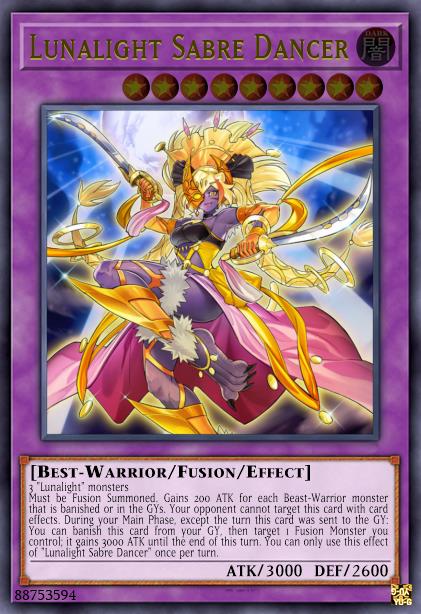 LUNALIGHT SABRE DANCER
DARK
闇
[BEST-WARRIOR/FUSION/EFFECT]
3 "Lunalight" monsters
Must be Fusion Summoned. Gains 200 ATK for each Beast-Warrior monster
that is banished or in the GYs. Your opponent cannot target this card with card
effects. During your Main Phase, except the turn this card was sent to the GY:
You can banish this card from your GY, then target 1 Fusion Monster you
control; it gains 3000 ATK until the end of this turn. You can only use this effect
of "Lunalight Sabre Dancer" once per turn.
ATK/3000 DEF/2600
88753594